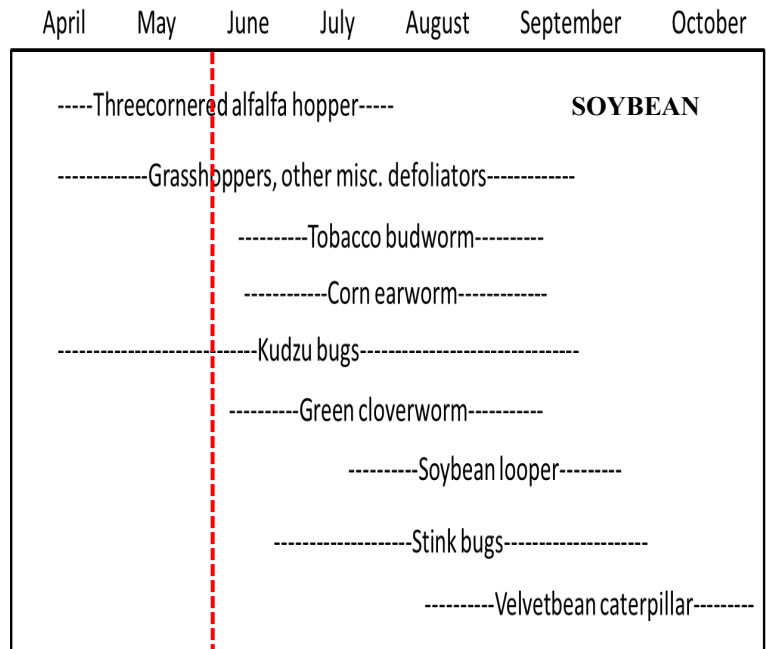 April May June July August September October
-----Threecornered alfalfa hopper----- SOYBEAN
-------------Grasshoppers, other misc. defoliators-------------
----------Tobacco budworm----------
------------Corn earworm-------------
-----------------------------Kudzu bugs--------------------------------
----------Green cloverworm-----------
----------Soybean looper---------
--------------------Stink bugs---------------------
----------Velvetbean caterpillar---------